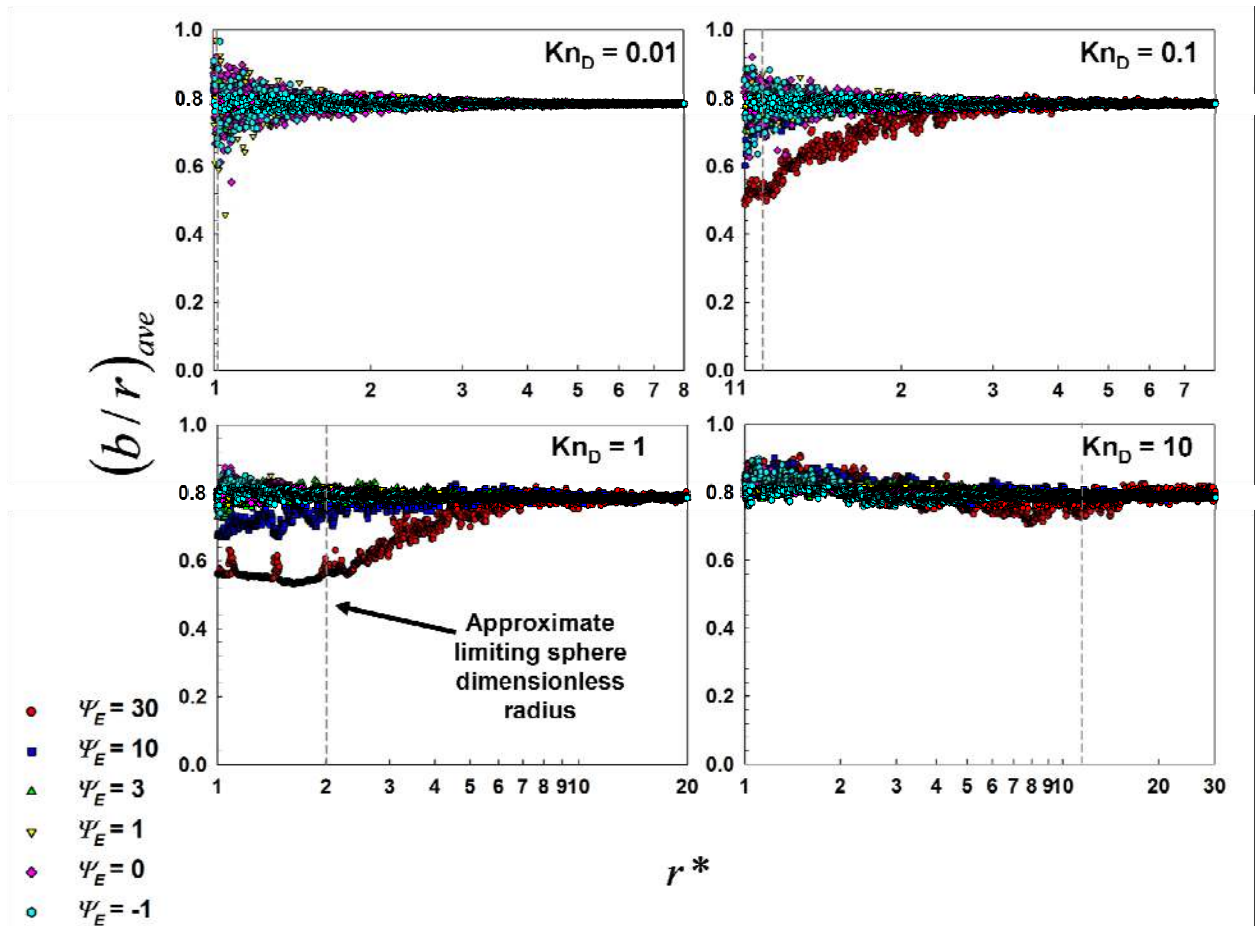 1.0
0.8
0.6
0.4
0.2
0.0
1 2 3 4 5 6 7 8
Kn_D = 0.01
1.0
0.8
0.6
0.4
0.2
0.0
11 2 3 4 5 6 7
Kn_D = 0.1
(b / r)_ave
1.0
0.8
0.6
0.4
0.2
0.0
1 2 3 4 5 6 7 8 910 20
Kn_D = 1
Approximate
limiting sphere
dimensionless
radius
1.0
0.8
0.6
0.4
0.2
0.0
1 2 3 4 5 6 7 8 910 20 30
Kn_D = 10
r*
Ψ_E = 30
Ψ_E = 10
Ψ_E = 3
Ψ_E = 1
Ψ_E = 0
Ψ_E = -1